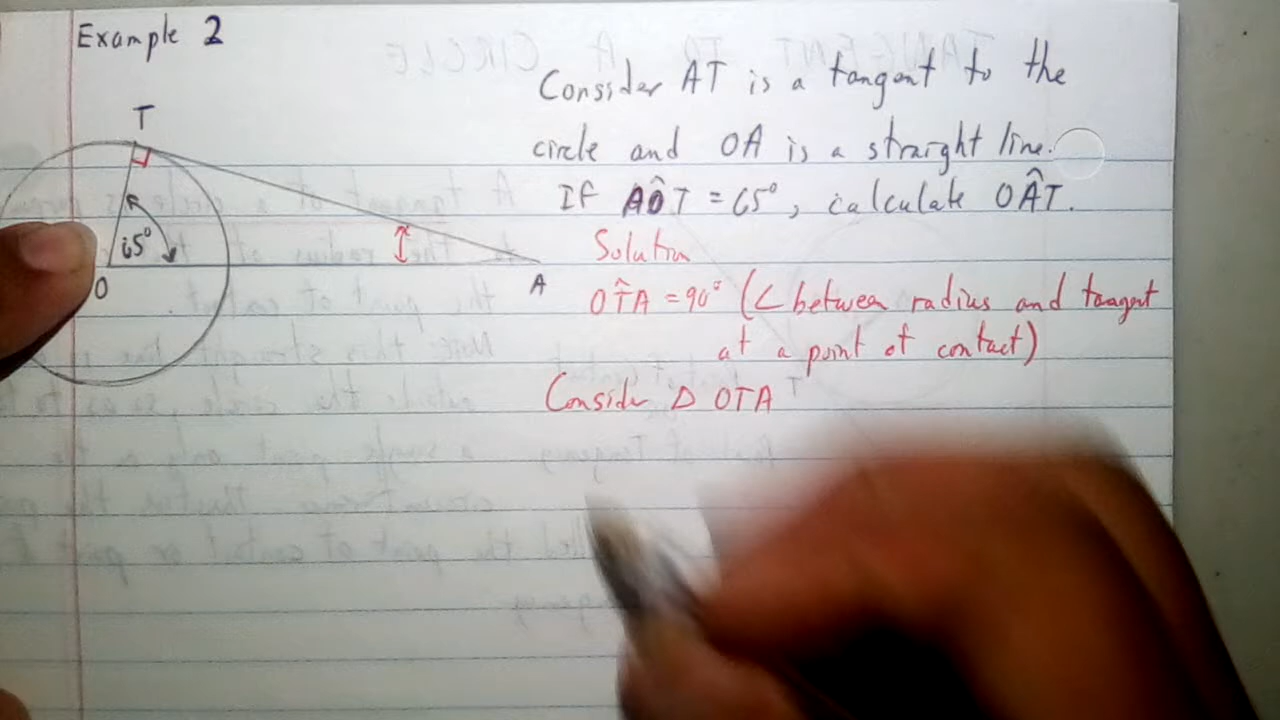 Example 2
T
65°
O
A
Consider AT is a tangent to the
circle and OA is a straight line.
If AÔT = 65°, calculate OÂT.
Solution
OT̂A = 90° (∠ between radius and tangent
at a point of contact)
Consider Δ OTA